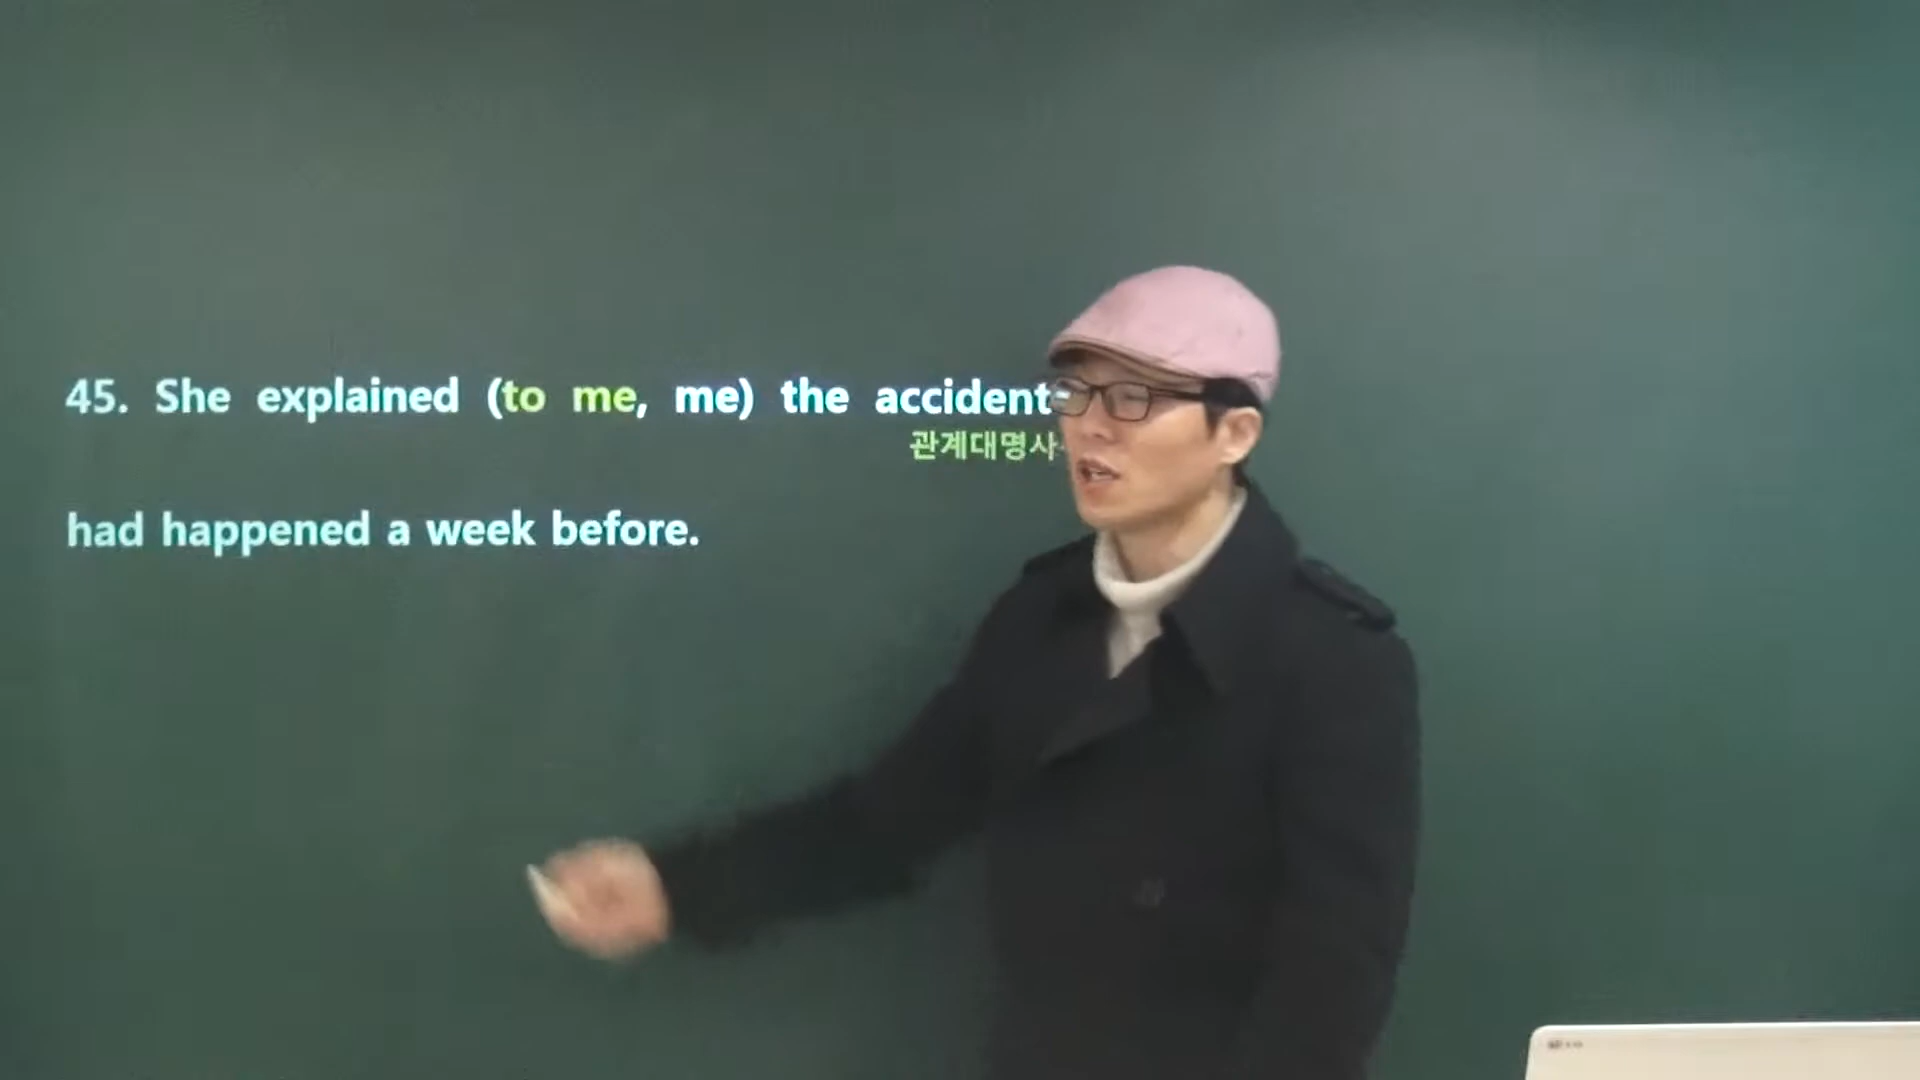 45. She explained (to me, me) the accident
관계대명사
had happened a week before.